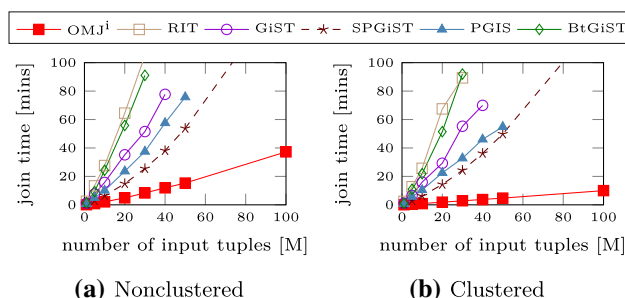 OMJi RIT GiST SPGiST PGIS BtGiST
100
80
60
40
20
0
0 20 40 60 80 100
join time [mins]
number of input tuples [M]
(a) Nonclustered
100
80
60
40
20
0
0 20 40 60 80 100
join time [mins]
number of input tuples [M]
(b) Clustered